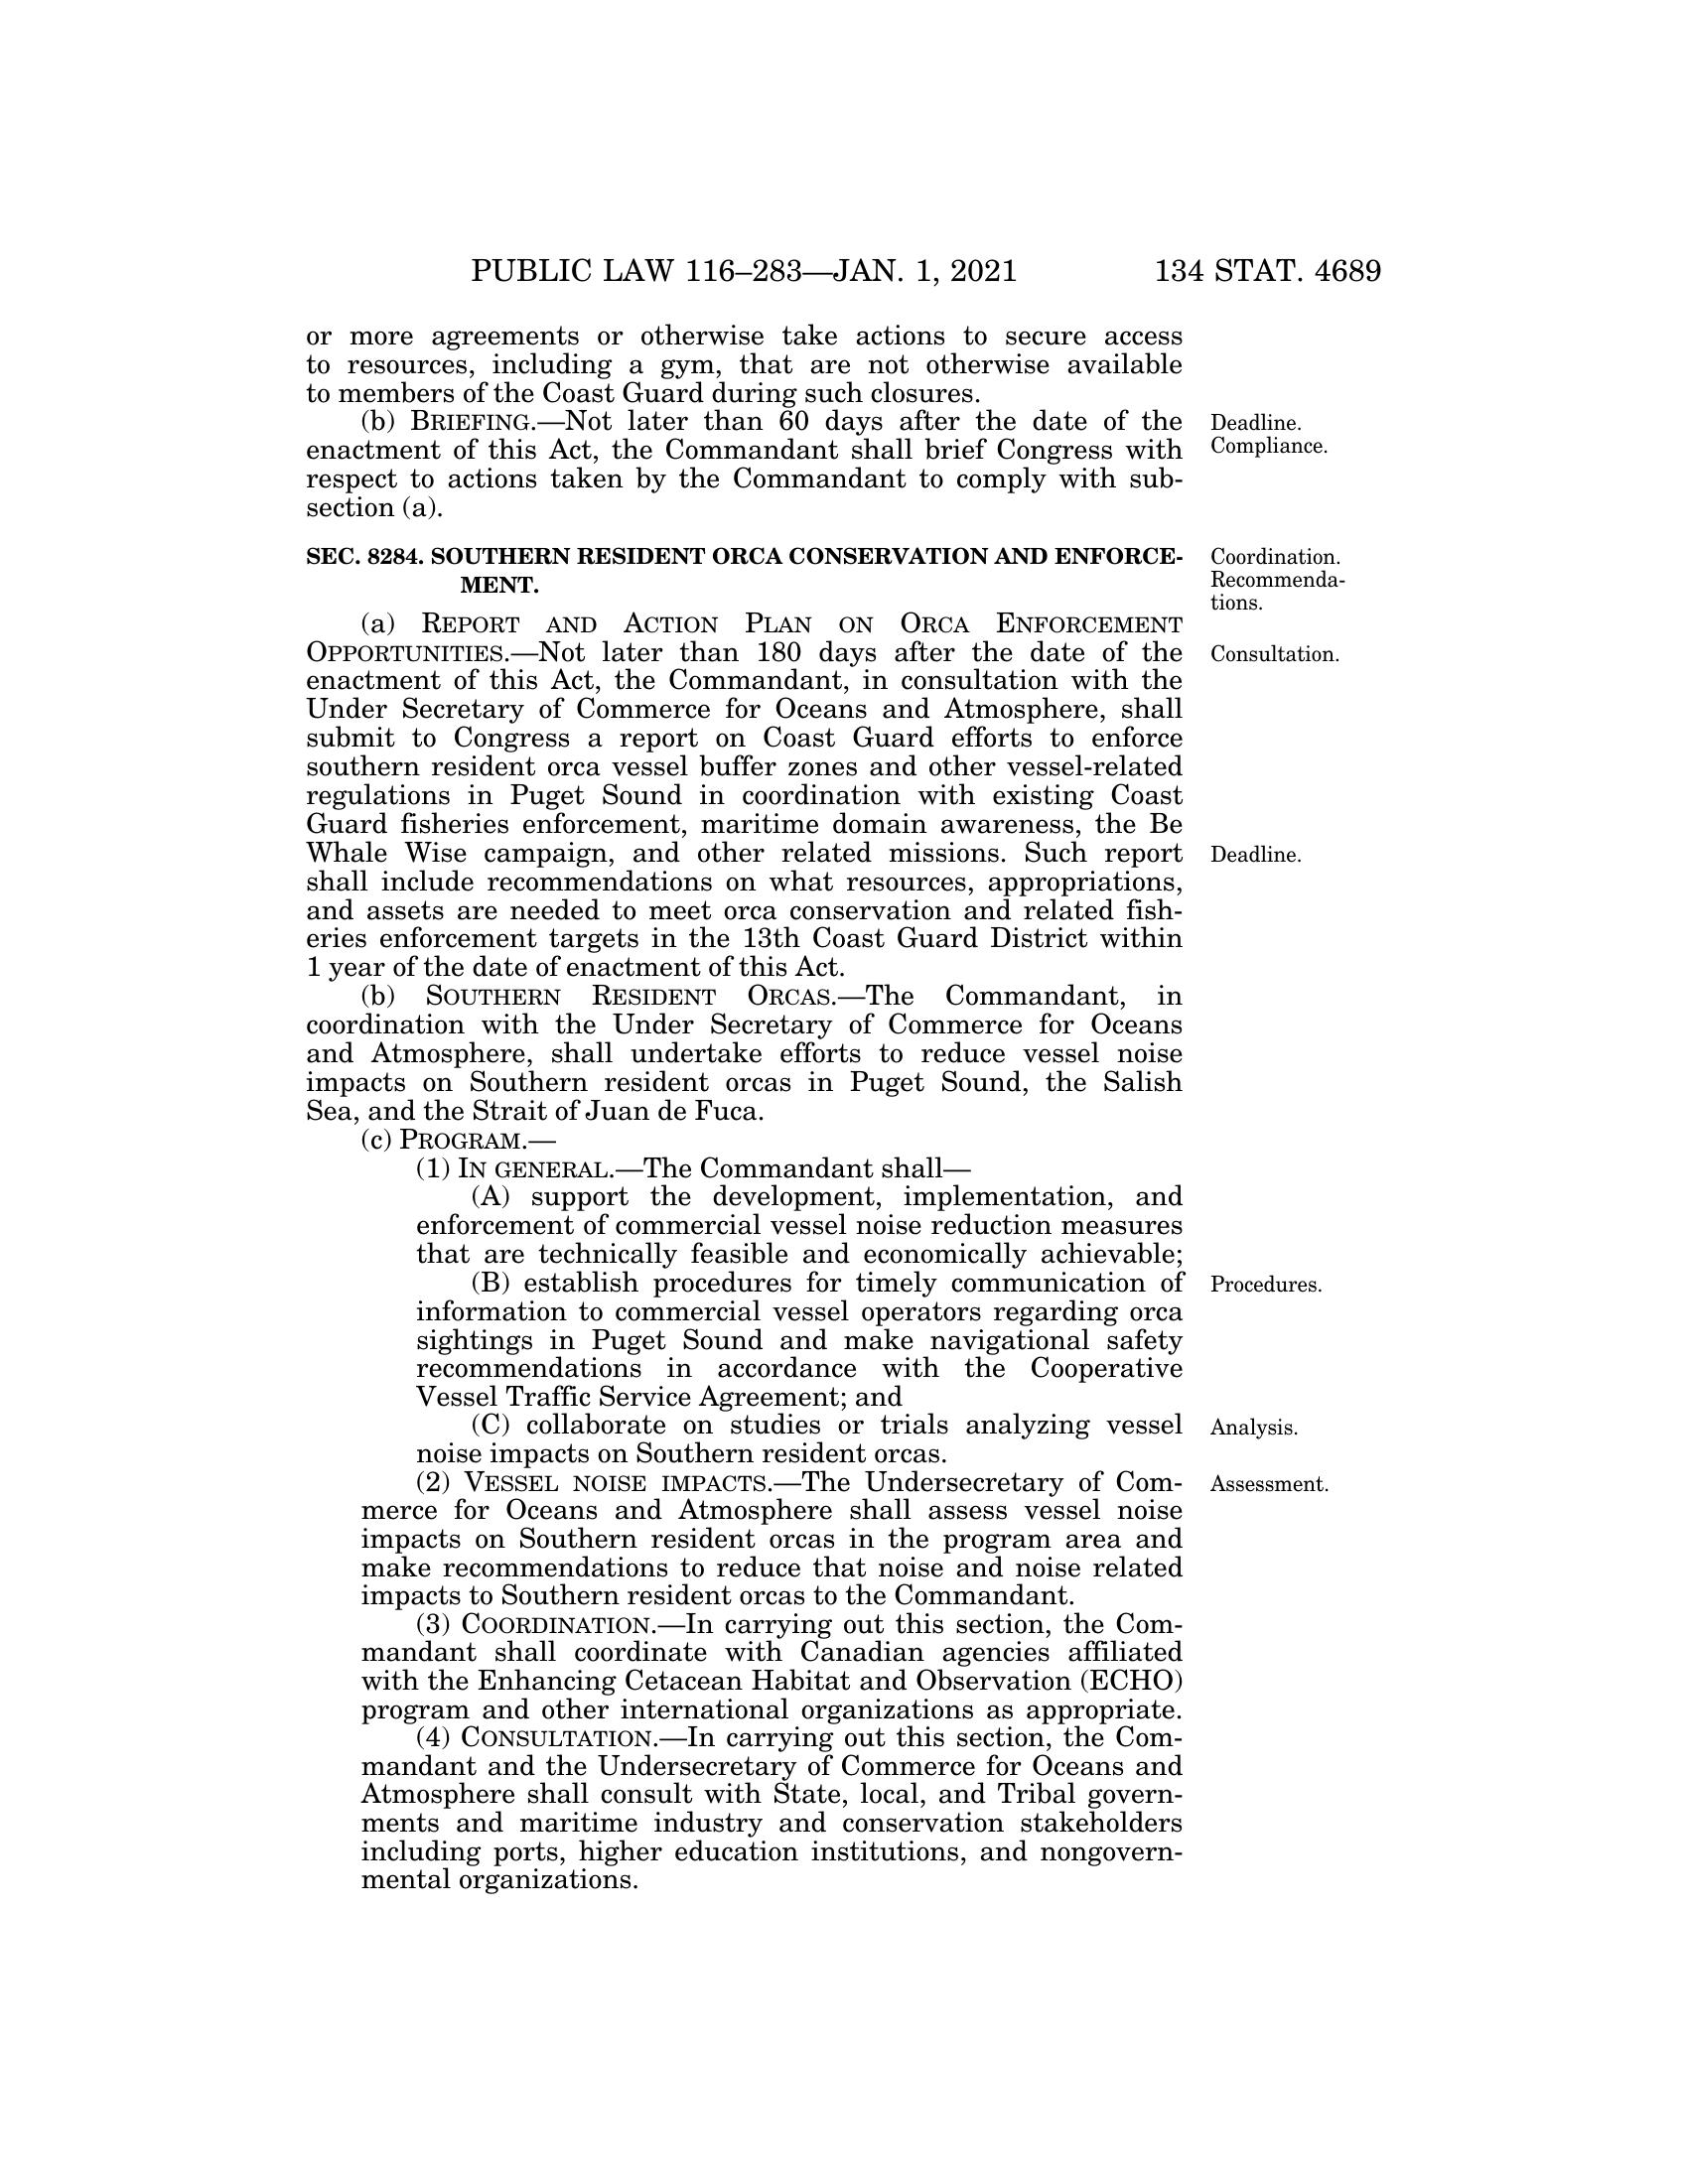 PUBLIC LAW 116–283—JAN. 1, 2021 134 STAT. 4689
or more agreements or otherwise take actions to secure access
to resources, including a gym, that are not otherwise available
to members of the Coast Guard during such closures.
(b) BRIEFING.—Not later than 60 days after the date of the
enactment of this Act, the Commandant shall brief Congress with
respect to actions taken by the Commandant to comply with sub-
section (a).
Deadline.
Compliance.
SEC. 8284. SOUTHERN RESIDENT ORCA CONSERVATION AND ENFORCE-
MENT.
Coordination.
Recommenda-
tions.
(a) REPORT AND ACTION PLAN ON ORCA ENFORCEMENT
OPPORTUNITIES.—Not later than 180 days after the date of the
enactment of this Act, the Commandant, in consultation with the
Under Secretary of Commerce for Oceans and Atmosphere, shall
submit to Congress a report on Coast Guard efforts to enforce
southern resident orca vessel buffer zones and other vessel-related
regulations in Puget Sound in coordination with existing Coast
Guard fisheries enforcement, maritime domain awareness, the Be
Whale Wise campaign, and other related missions. Such report
shall include recommendations on what resources, appropriations,
and assets are needed to meet orca conservation and related fish-
eries enforcement targets in the 13th Coast Guard District within
1 year of the date of enactment of this Act.
Consultation.
Deadline.
(b) SOUTHERN RESIDENT ORCAS.—The Commandant, in
coordination with the Under Secretary of Commerce for Oceans
and Atmosphere, shall undertake efforts to reduce vessel noise
impacts on Southern resident orcas in Puget Sound, the Salish
Sea, and the Strait of Juan de Fuca.
(c) PROGRAM.—
(1) IN GENERAL.—The Commandant shall—
(A) support the development, implementation, and
enforcement of commercial vessel noise reduction measures
that are technically feasible and economically achievable;
(B) establish procedures for timely communication of
information to commercial vessel operators regarding orca
sightings in Puget Sound and make navigational safety
recommendations in accordance with the Cooperative
Vessel Traffic Service Agreement; and
Procedures.
(C) collaborate on studies or trials analyzing vessel
noise impacts on Southern resident orcas.
Analysis.
(2) VESSEL NOISE IMPACTS.—The Undersecretary of Com-
merce for Oceans and Atmosphere shall assess vessel noise
impacts on Southern resident orcas in the program area and
make recommendations to reduce that noise and noise related
impacts to Southern resident orcas to the Commandant.
Assessment.
(3) COORDINATION.—In carrying out this section, the Com-
mandant shall coordinate with Canadian agencies affiliated
with the Enhancing Cetacean Habitat and Observation (ECHO)
program and other international organizations as appropriate.
(4) CONSULTATION.—In carrying out this section, the Com-
mandant and the Undersecretary of Commerce for Oceans and
Atmosphere shall consult with State, local, and Tribal govern-
ments and maritime industry and conservation stakeholders
including ports, higher education institutions, and nongovern-
mental organizations.